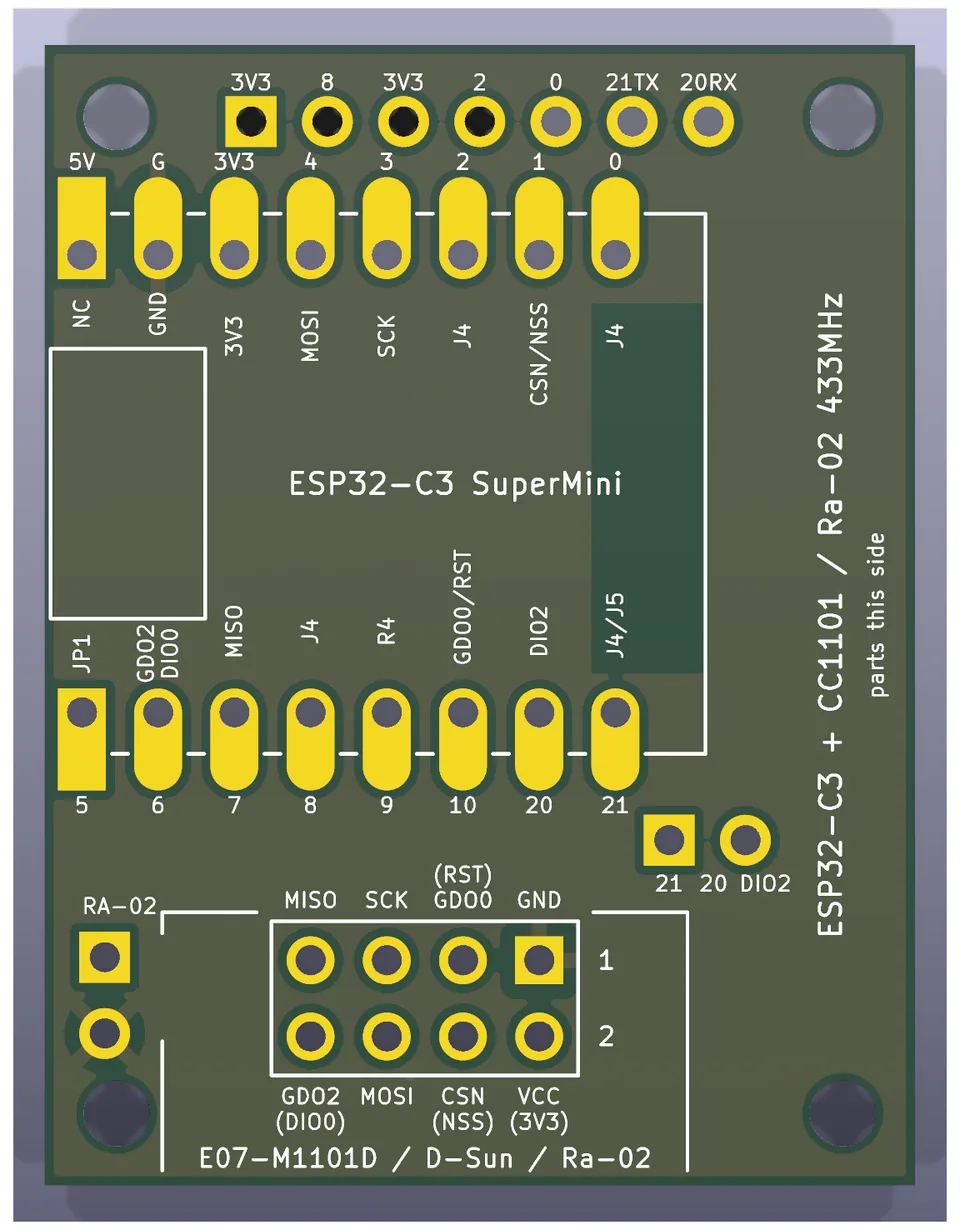 3V3 8 3V3 2 0 21TX 20RX
5V G 3V3 4 3 2 1 0
NC GND 3V3 MOSI SCK J4 CSN/NSS J4
ESP32-C3 SuperMini
ESP32-C3 + CC1101 / Ra-02 433MHz
parts this side
JP1 GDO2 DIO0 MISO J4 R4 GDO0/RST DIO2 J4/J5
5 6 7 8 9 10 20 21
21 20 DIO2
(RST)
RA-02 MISO SCK GDO0 GND
1
2
GDO2 MOSI CSN VCC
(DIO0) (NSS) (3V3)
E07-M1101D / D-Sun / Ra-02